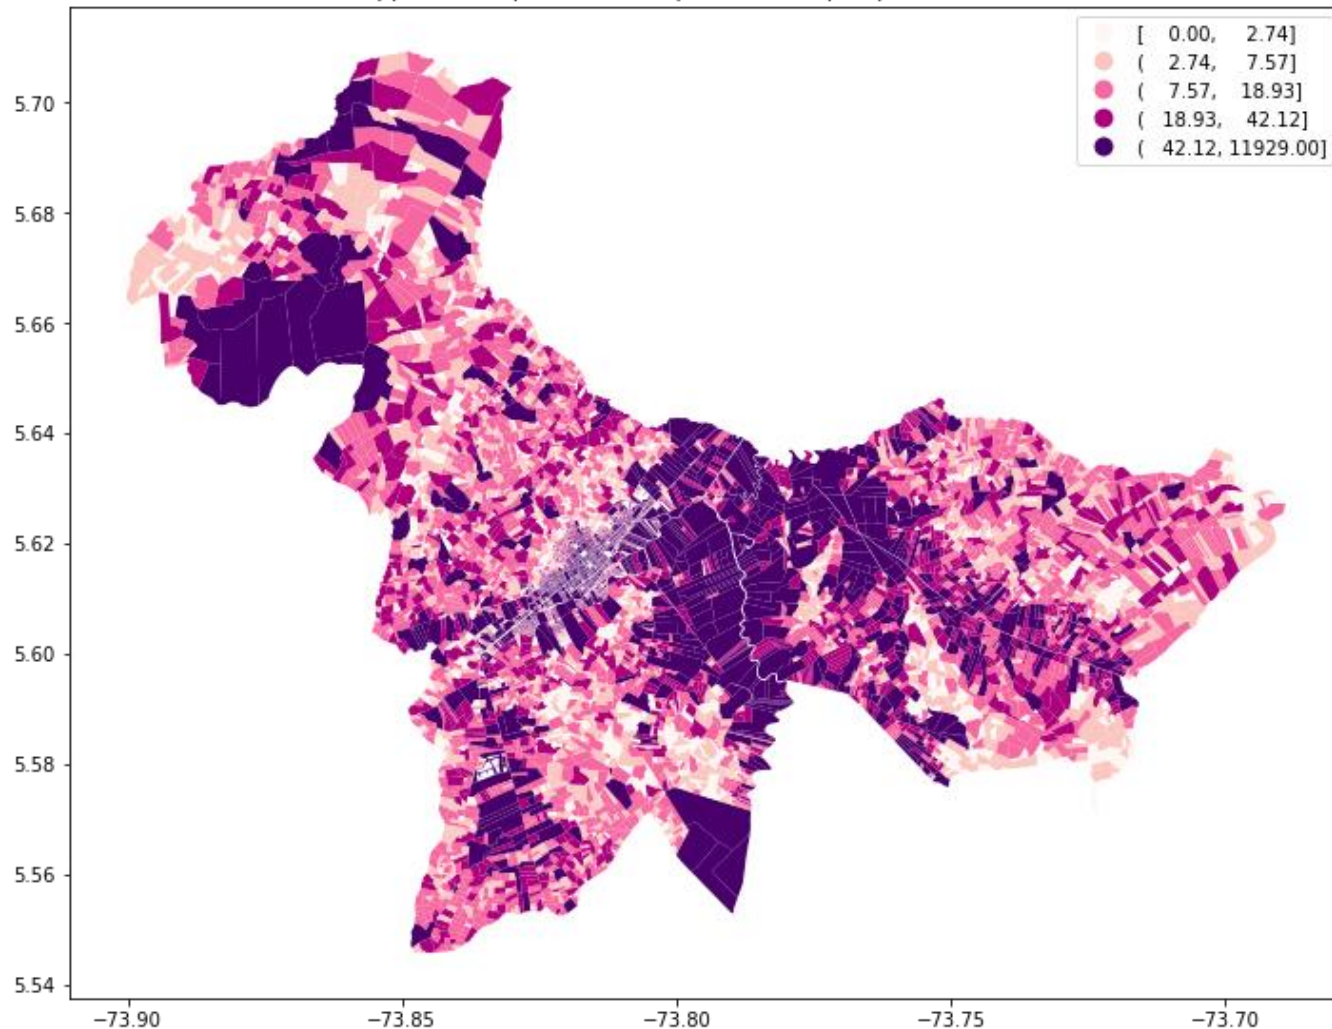 [ 0.00, 2.74]
( 2.74, 7.57]
( 7.57, 18.93]
( 18.93, 42.12]
( 42.12, 11929.00]
5.70
5.68
5.66
5.64
5.62
5.60
5.58
5.56
5.54
−73.90 −73.85 −73.80 −73.75 −73.70